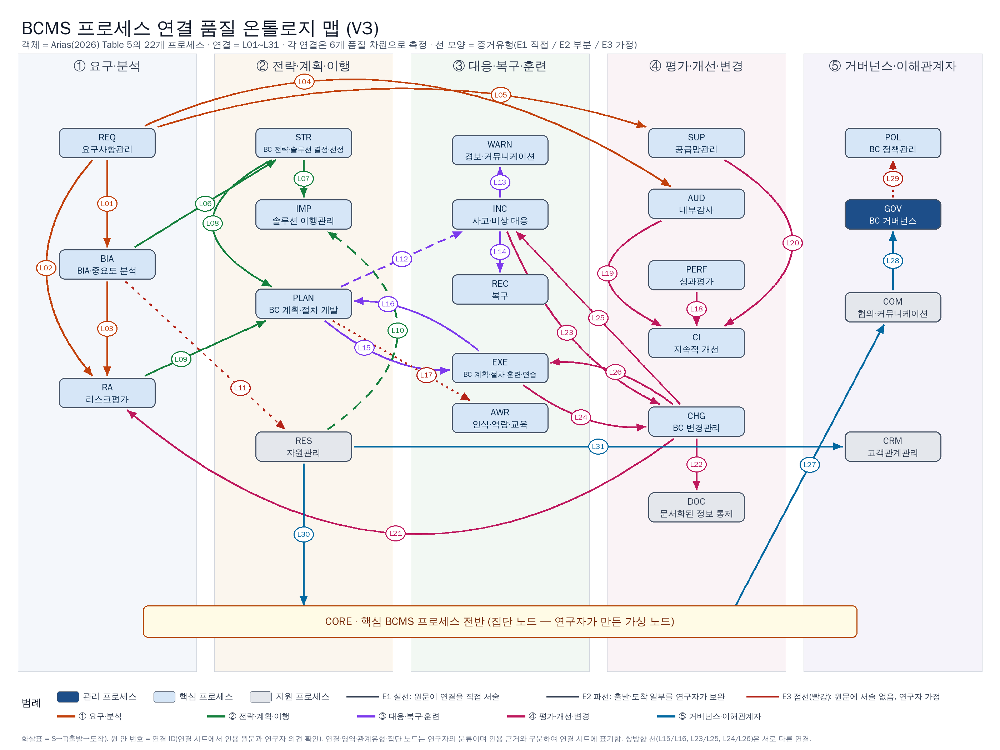 BCMS 프로세스 연결 품질 온톨로지 맵 (V3)
객체 = Arias(2026) Table 5의 22개 프로세스 · 연결 = L01~L31 · 각 연결은 6개 품질 차원으로 측정 · 선 모양 = 증거유형(E1 직접 / E2 부분 / E3 가정)
① 요구·분석
② 전략·계획·이행
③ 대응·복구·훈련
④ 평가·개선·변경
⑤ 거버넌스·이해관계자
L04
L05
REQ
요구사항관리
STR
BC 전략·솔루션 결정·선정
WARN
경보·커뮤니케이션
SUP
공급망관리
POL
BC 정책관리
L07
L13
L29
L01
L06
L08
IMP
솔루션 이행관리
INC
사고·비상 대응
AUD
내부감사
GOV
BC 거버넌스
L20
L12
L14
L28
BIA
BIA·중요도 분석
L02
L19
PERF
성과평가
REC
복구
PLAN
BC 계획·절차 개발
L16
COM
협의·커뮤니케이션
L18
L25
L03
L10
L23
CI
지속적 개선
L15
L09
EXE
BC 계획·절차 훈련·연습
L17
L26
RA
리스크평가
L11
AWR
인식·역량·교육
L24
CHG
BC 변경관리
RES
자원관리
L31
CRM
고객관계관리
L22
L27
DOC
문서화된 정보 통제
L21
L30
CORE · 핵심 BCMS 프로세스 전반 (집단 노드 — 연구자가 만든 가상 노드)
범례
관리 프로세스
핵심 프로세스
지원 프로세스
E1 실선: 원문이 연결을 직접 서술
E2 파선: 출발·도착 일부를 연구자가 보완
E3 점선(빨강): 원문에 서술 없음, 연구자 가정
① 요구·분석
② 전략·계획·이행
③ 대응·복구·훈련
④ 평가·개선·변경
⑤ 거버넌스·이해관계자
화살표 = S→T(출발→도착). 원 안 번호 = 연결 ID(연결 시트에서 인용 원문과 연구자 의견 확인). 연결·영역·관계유형·집단 노드는 연구자의 분류이며 인용 근거와 구분하여 연결 시트에 표기함. 쌍방향 선(L15/L16, L23/L25, L24/L26)은 서로 다른 연결.